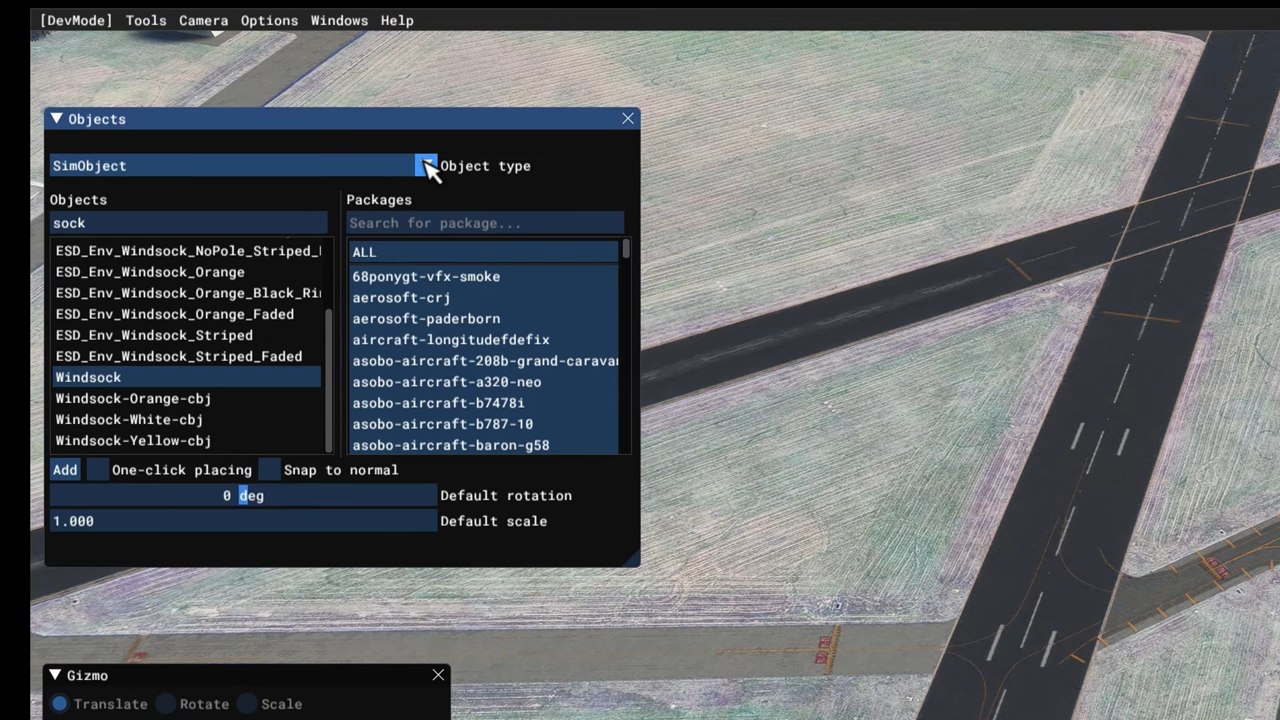 [DevMode] Tools Camera Options Windows Help
Objects
SimObject Object type
Objects
sock
ESD_Env_Windsock_NoPole_Striped_
ESD_Env_Windsock_Orange
ESD_Env_Windsock_Orange_Black_Ri
ESD_Env_Windsock_Orange_Faded
ESD_Env_Windsock_Striped
ESD_Env_Windsock_Striped_Faded
Windsock
Windsock-Orange-cbj
Windsock-White-cbj
Windsock-Yellow-cbj
Packages
Search for package...
ALL
68ponygt-vfx-smoke
aerosoft-crj
aerosoft-paderborn
aircraft-longitudefdefix
asobo-aircraft-208b-grand-carava
asobo-aircraft-a320-neo
asobo-aircraft-b7478i
asobo-aircraft-b787-10
asobo-aircraft-baron-g58
Add One-click placing Snap to normal
0 deg Default rotation
1.000 Default scale
Gizmo
Translate Rotate Scale